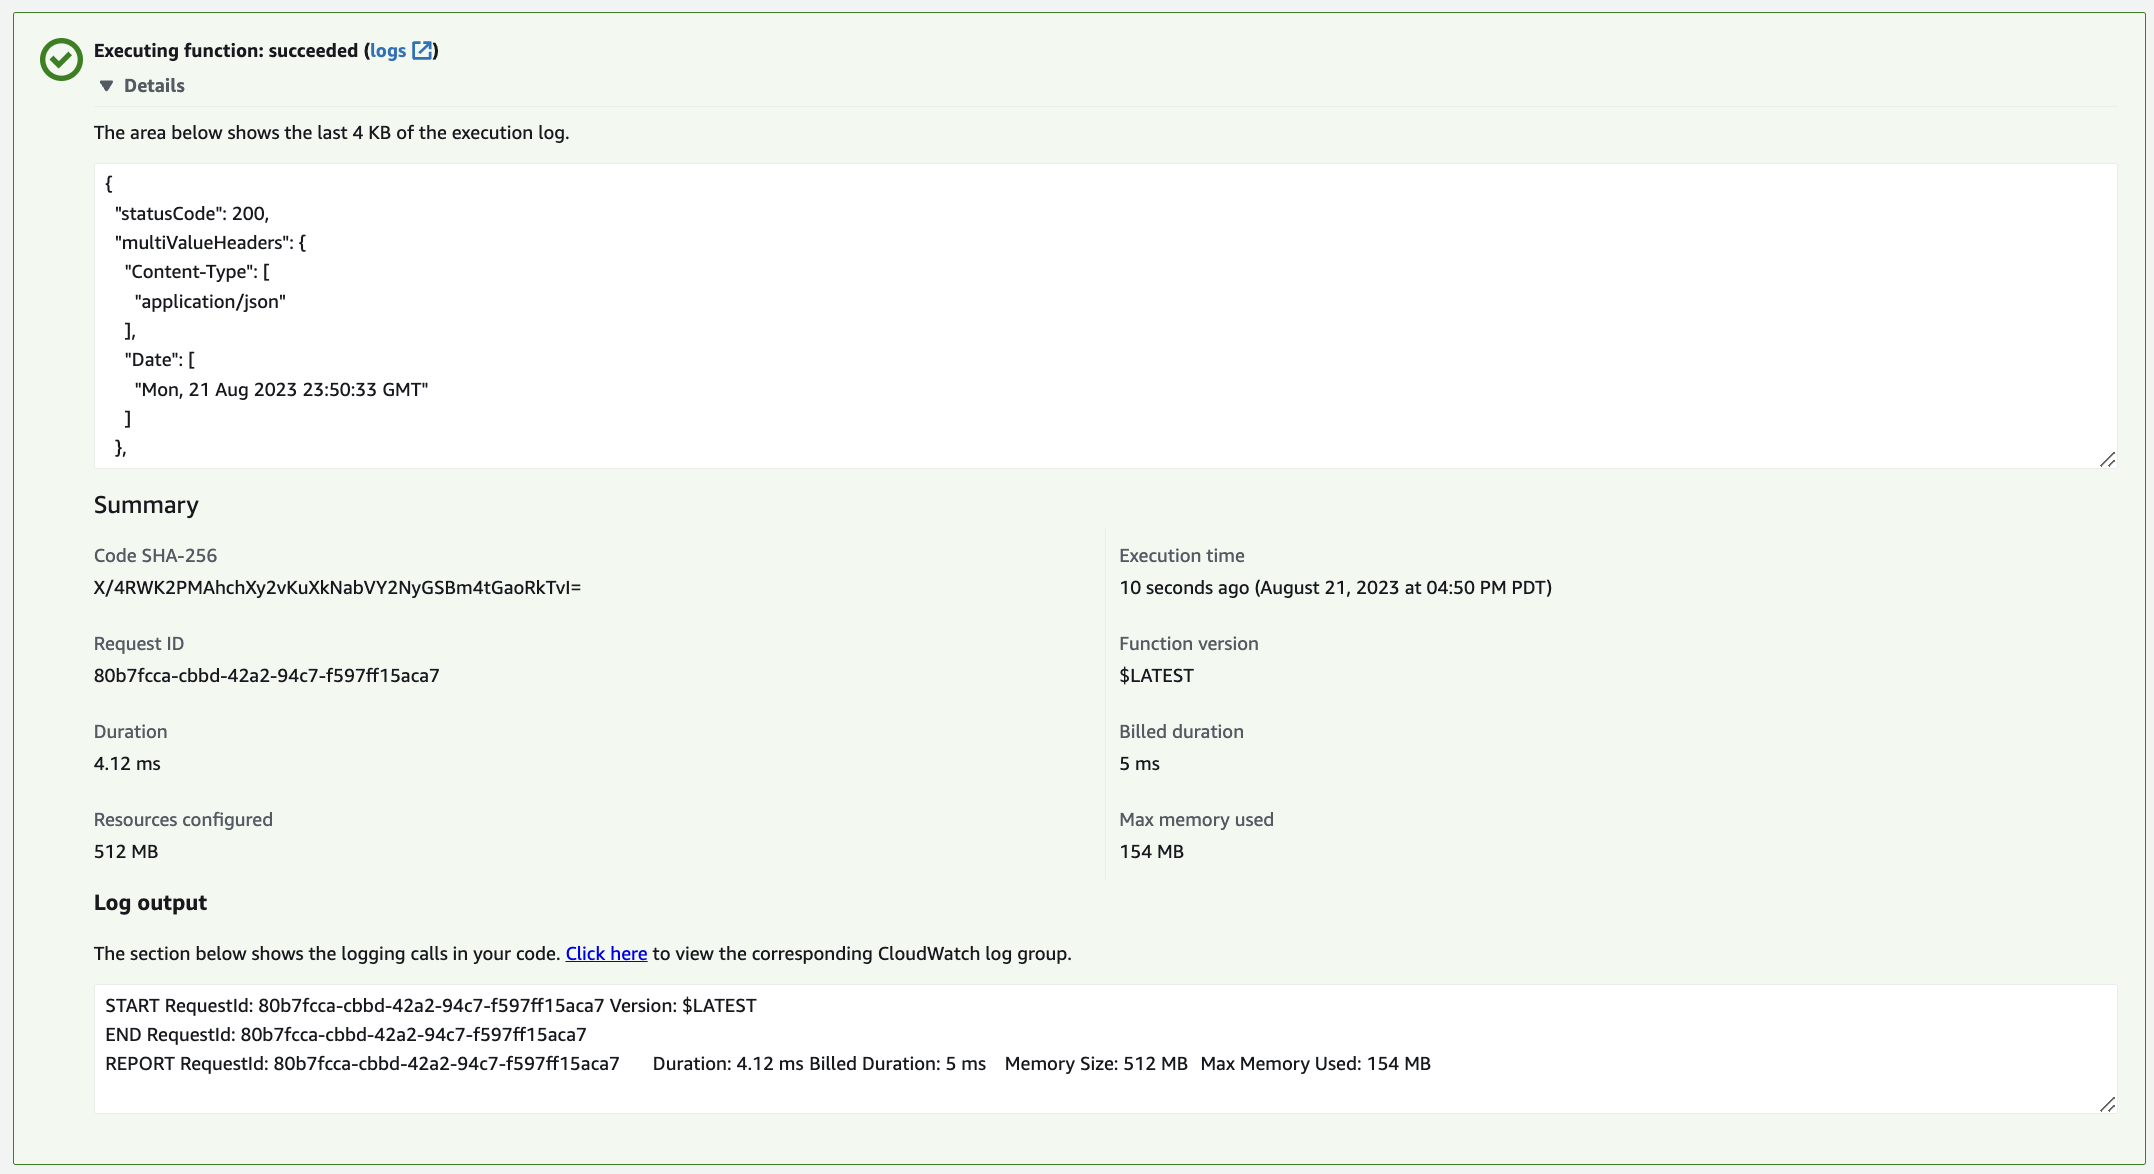 Executing function: succeeded (logs)
Details
The area below shows the last 4 KB of the execution log.
{
"statusCode": 200,
"multiValueHeaders": {
"Content-Type": [
"application/json"
],
"Date": [
"Mon, 21 Aug 2023 23:50:33 GMT"
]
},
Summary
Code SHA-256
X/4RWK2PMAhchXy2vKuXkNabVY2NyGSBm4tGaoRkTvI=
Execution time
10 seconds ago (August 21, 2023 at 04:50 PM PDT)
Request ID
80b7fcca-cbbd-42a2-94c7-f597ff15aca7
Function version
$LATEST
Duration
4.12 ms
Billed duration
5 ms
Resources configured
512 MB
Max memory used
154 MB
Log output
The section below shows the logging calls in your code. Click here to view the corresponding CloudWatch log group.
START RequestId: 80b7fcca-cbbd-42a2-94c7-f597ff15aca7 Version: $LATEST
END RequestId: 80b7fcca-cbbd-42a2-94c7-f597ff15aca7
REPORT RequestId: 80b7fcca-cbbd-42a2-94c7-f597ff15aca7 Duration: 4.12 ms Billed Duration: 5 ms Memory Size: 512 MB Max Memory Used: 154 MB